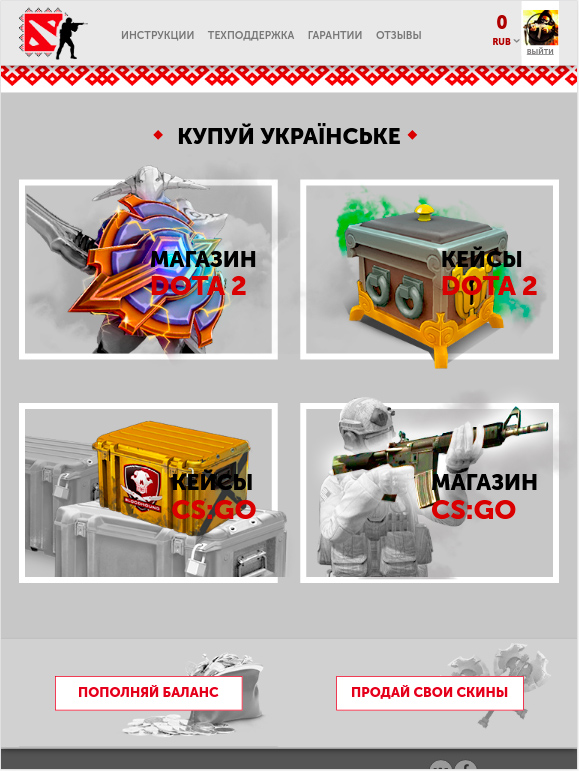 ИНСТРУКЦИИ ТЕХПОДДЕРЖКА ГАРАНТИИ ОТЗЫВЫ
0
RUB
ВЫЙТИ
КУПУЙ УКРАЇНСЬКЕ
МАГАЗИН
DOTA 2
КЕЙСЫ
DOTA 2
КЕЙСЫ
CS:GO
МАГАЗИН
CS:GO
ПОПОЛНЯЙ БАЛАНС
ПРОДАЙ СВОИ СКИНЫ